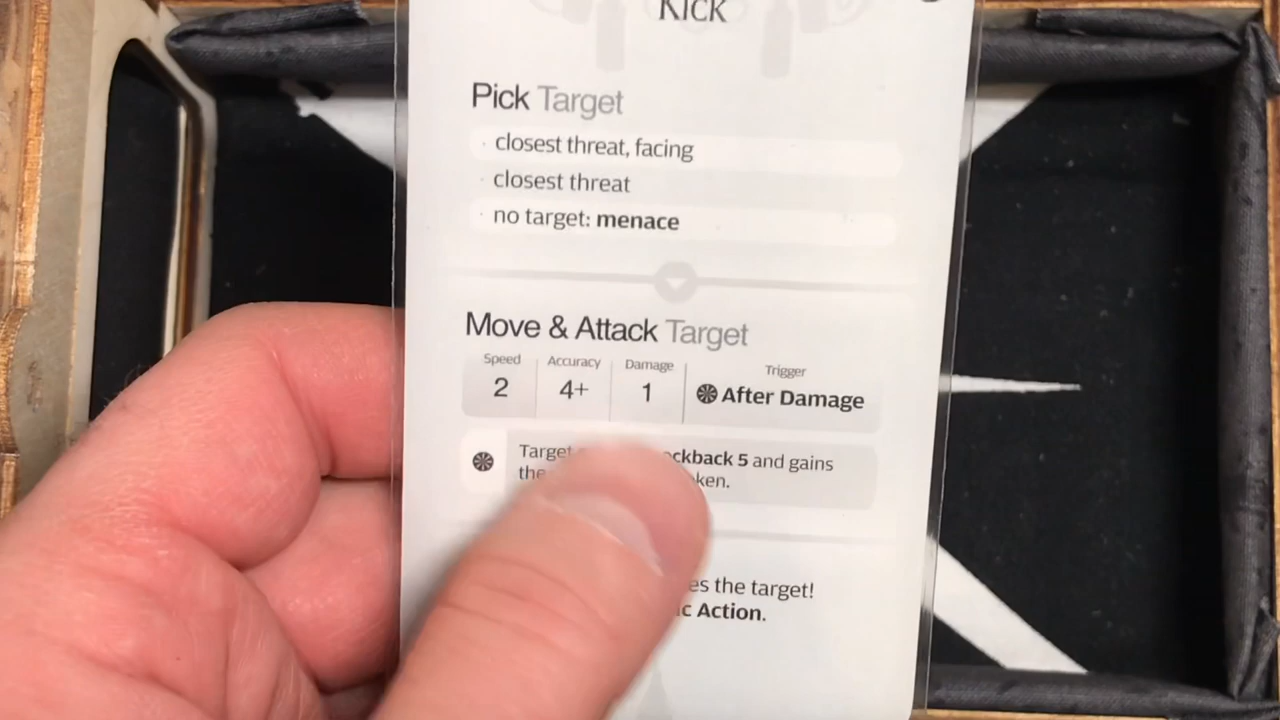 KICK
Pick Target
· closest threat, facing
· closest threat
· no target: menace
Move & Attack Target
Speed Accuracy Damage Trigger
2 4+ 1 After Damage
Target ckback 5 and gains
the ken.
es the target!
c Action.